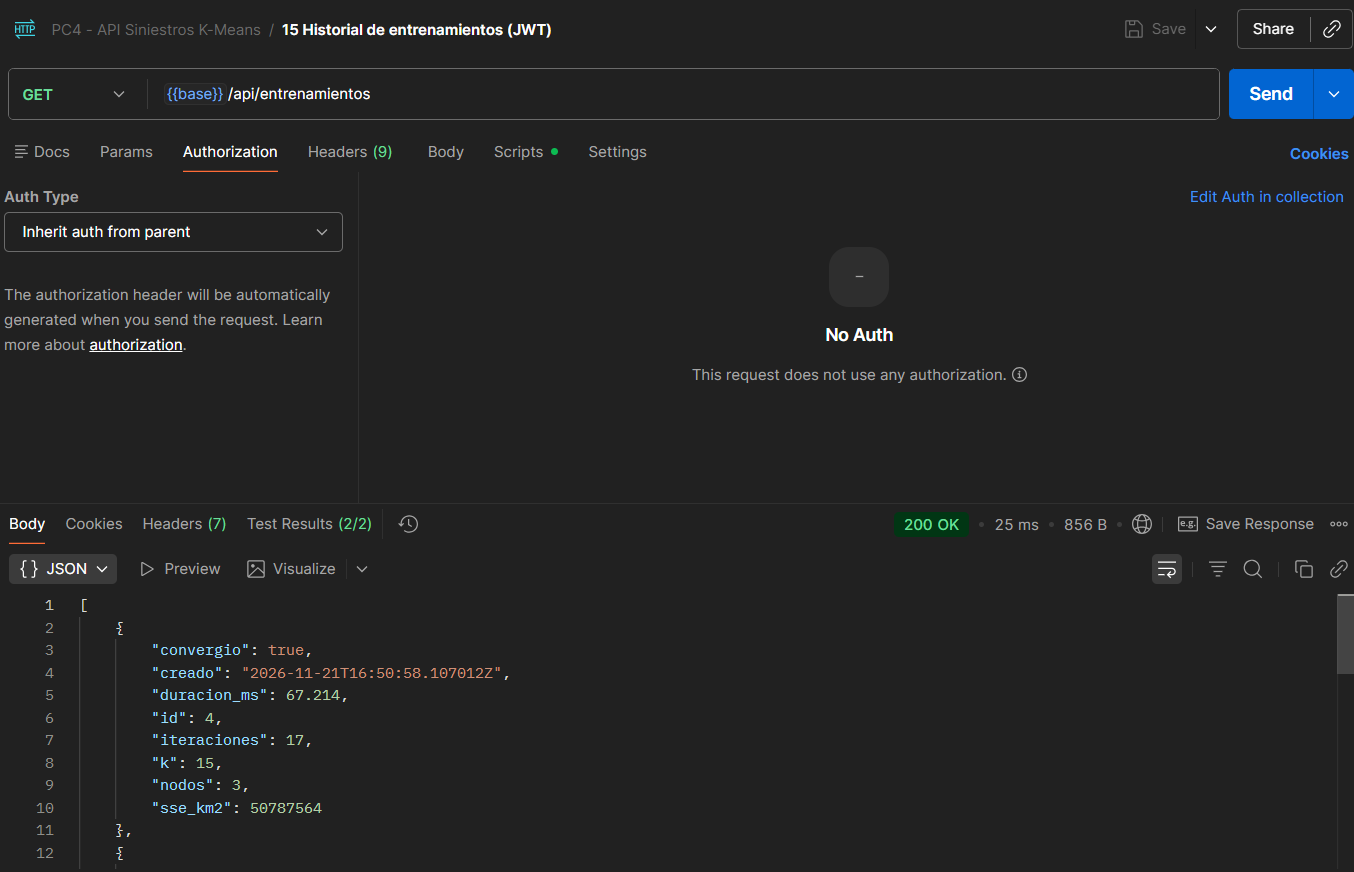 HTTP PC4 - API Siniestros K-Means / 15 Historial de entrenamientos (JWT) Save Share
GET {{base}} /api/entrenamientos Send
Docs Params Authorization Headers (9) Body Scripts Settings Cookies
Auth Type Edit Auth in collection
Inherit auth from parent
The authorization header will be automatically
generated when you send the request. Learn
more about authorization.
–
No Auth
This request does not use any authorization.
Body Cookies Headers (7) Test Results (2/2) 200 OK • 25 ms • 856 B • e.g. Save Response
{} JSON Preview Visualize
1 [
2 {
3 "convergio": true,
4 "creado": "2026-11-21T16:50:58.107012Z",
5 "duracion_ms": 67.214,
6 "id": 4,
7 "iteraciones": 17,
8 "k": 15,
9 "nodos": 3,
10 "sse_km2": 50787564
11 },
12 {